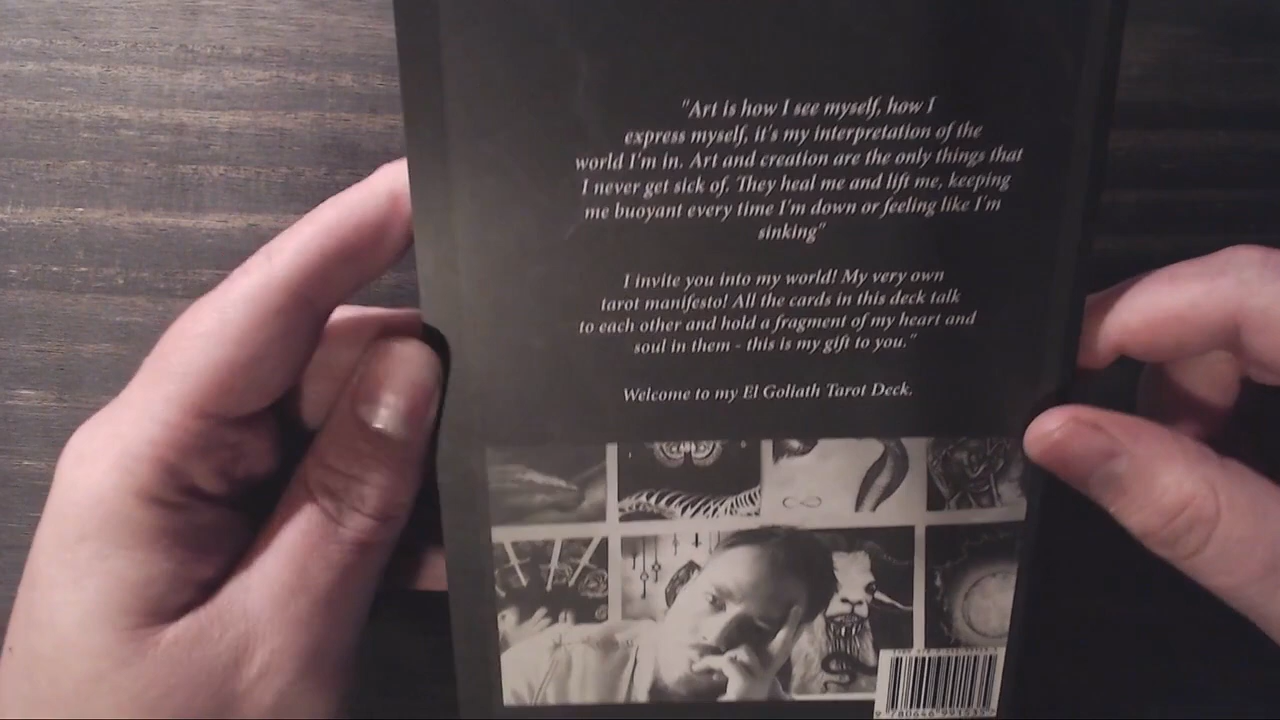 "Art is how I see myself, how I
express myself, it's my interpretation of the
world I'm in. Art and creation are the only things that
I never get sick of. They heal me and lift me, keeping
me buoyant every time I'm down or feeling like I'm
sinking"
I invite you into my world! My very own
tarot manifesto! All the cards in this deck talk
to each other and hold a fragment of my heart and
soul in them - this is my gift to you."
Welcome to my El Goliath Tarot Deck.